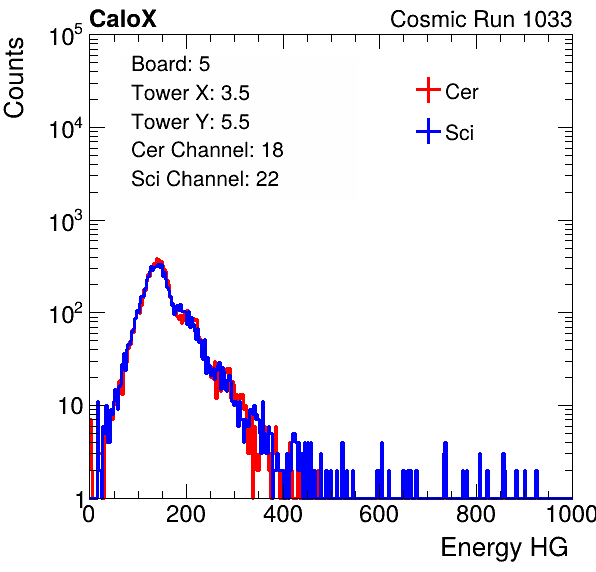 CaloX Cosmic Run 1033
Counts
Board: 5
Tower X: 3.5
Tower Y: 5.5
Cer Channel: 18
Sci Channel: 22
Cer
Sci
10^5
10^4
10^3
10^2
10
1
0 200 400 600 800 1000
Energy HG